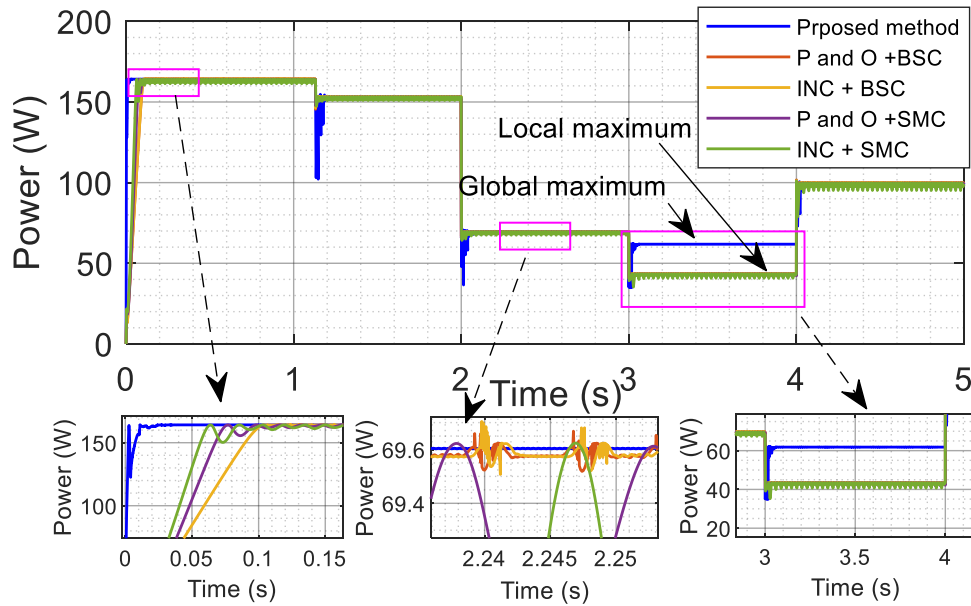 200
150
100
50
0
Power (W)
Prposed method
P and O +BSC
INC + BSC
P and O +SMC
INC + SMC
Local maximum
Global maximum
0 1 2 3 4 5
Time (s)
150
100
Power (W)
0 0.05 0.1 0.15
Time (s)
69.6
69.4
Power (W)
2.24 2.245 2.25
Time (s)
60
40
20
Power (W)
3 3.5 4
Time (s)